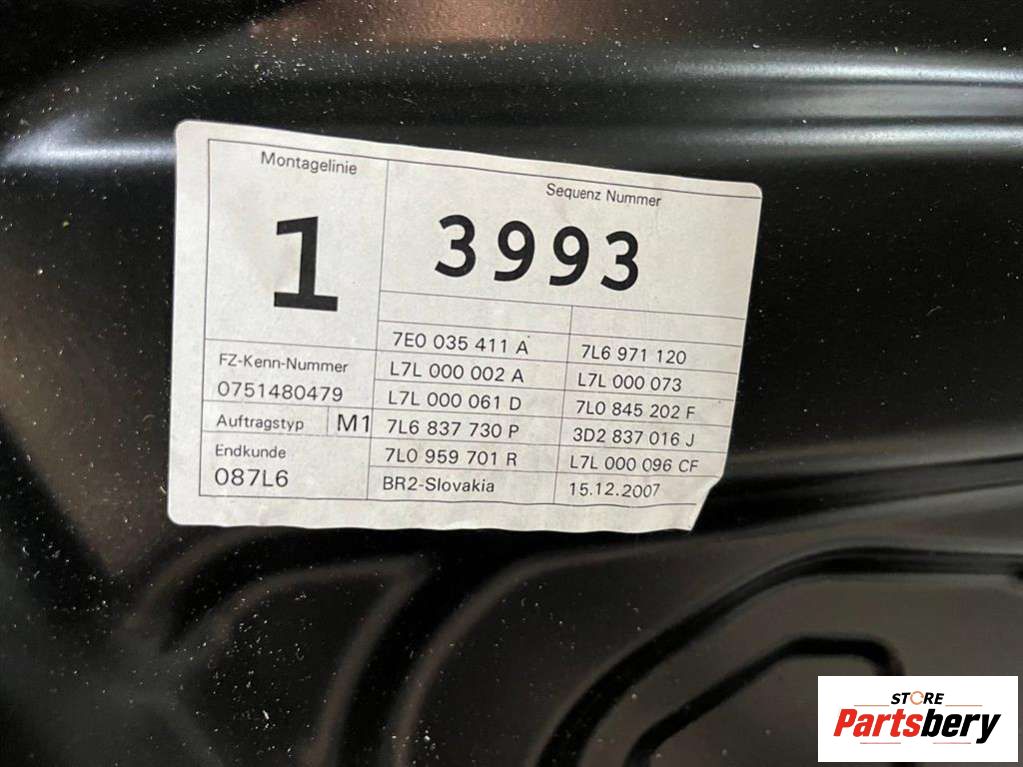 Montagelinie
1
Sequenz Nummer
3993
7E0 035 411 A
7L6 971 120
FZ-Kenn-Nummer
0751480479
L7L 000 002 A
L7L 000 073
L7L 000 061 D
7L0 845 202 F
Auftragstyp M1
7L6 837 730 P
3D2 837 016 J
Endkunde
087L6
7L0 959 701 R
L7L 000 096 CF
BR2-Slovakia
15.12.2007
STORE
Partsbery